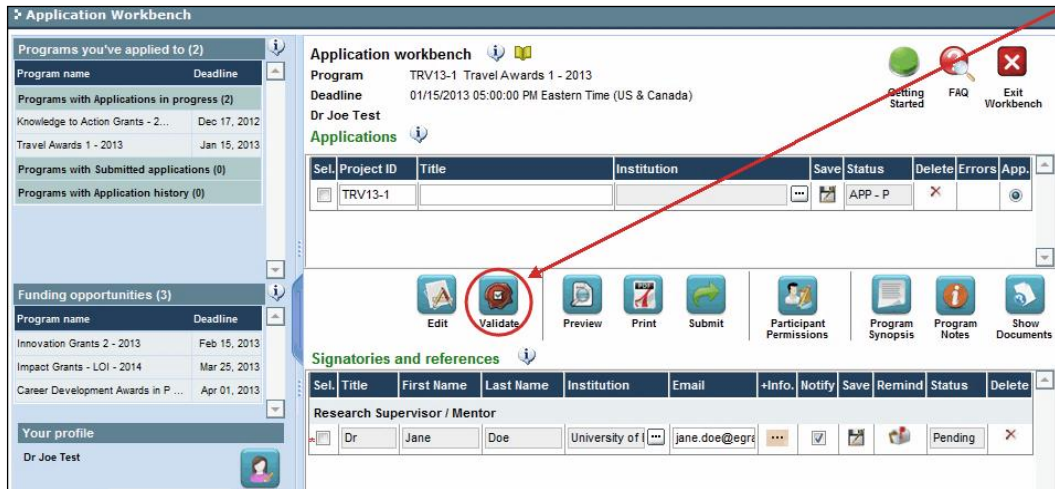 Application Workbench
Programs you've applied to (2)
Program name Deadline
Programs with Applications in progress (2)
Knowledge to Action Grants - 2... Dec 17, 2012
Travel Awards 1 - 2013 Jan 15, 2013
Programs with Submitted applications (0)
Programs with Application history (0)
Funding opportunities (3)
Program name Deadline
Innovation Grants 2 - 2013 Feb 15, 2013
Impact Grants - LOI - 2014 Mar 25, 2013
Career Development Awards in P ... Apr 01, 2013
Your profile
Dr Joe Test
Application workbench
Program TRV13-1 Travel Awards 1 - 2013
Deadline 01/15/2013 05:00:00 PM Eastern Time (US & Canada)
Dr Joe Test
Applications
Getting Started
FAQ
Exit Workbench
Sel. Project ID Title Institution Save Status Delete Errors App.
TRV13-1 ... APP - P
Edit Validate Preview Print Submit Participant Permissions Program Synopsis Program Notes Show Documents
PDF
Signatories and references
Sel. Title First Name Last Name Institution Email +Info. Notify Save Remind Status Delete
Research Supervisor / Mentor
Dr Jane Doe University of ... jane.doe@egra ... Pending